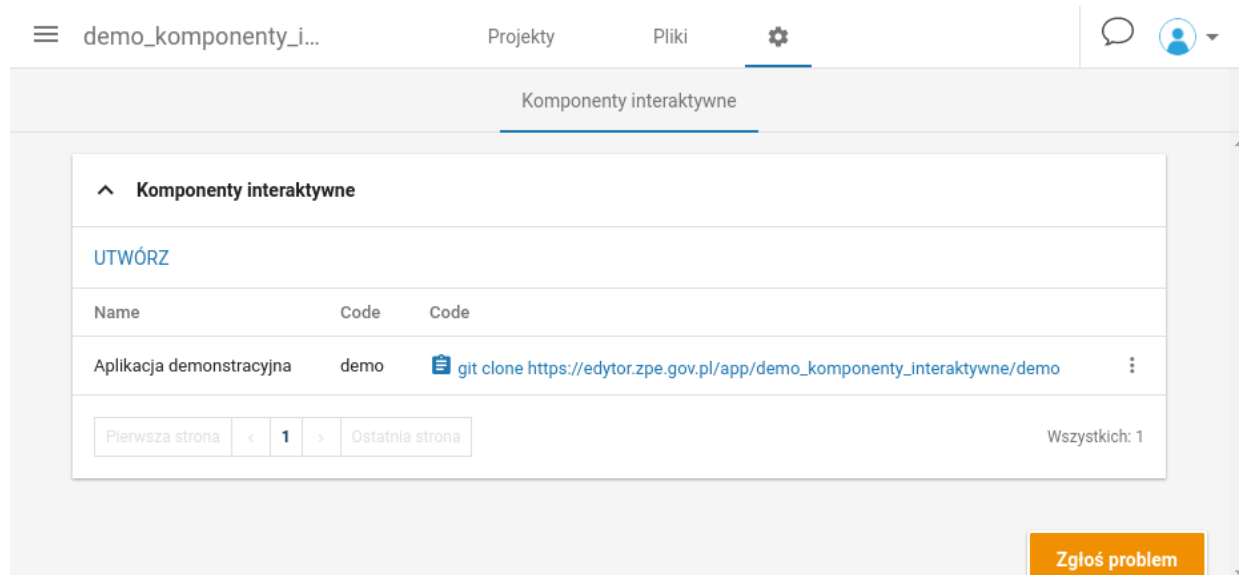 demo_komponenty_i... Projekty Pliki
Komponenty interaktywne
Komponenty interaktywne
UTWÓRZ
Name Code Code
Aplikacja demonstracyjna demo git clone https://edytor.zpe.gov.pl/app/demo_komponenty_interaktywne/demo
Pierwsza strona ‹ 1 › Ostatnia strona Wszystkich: 1
Zgłoś problem